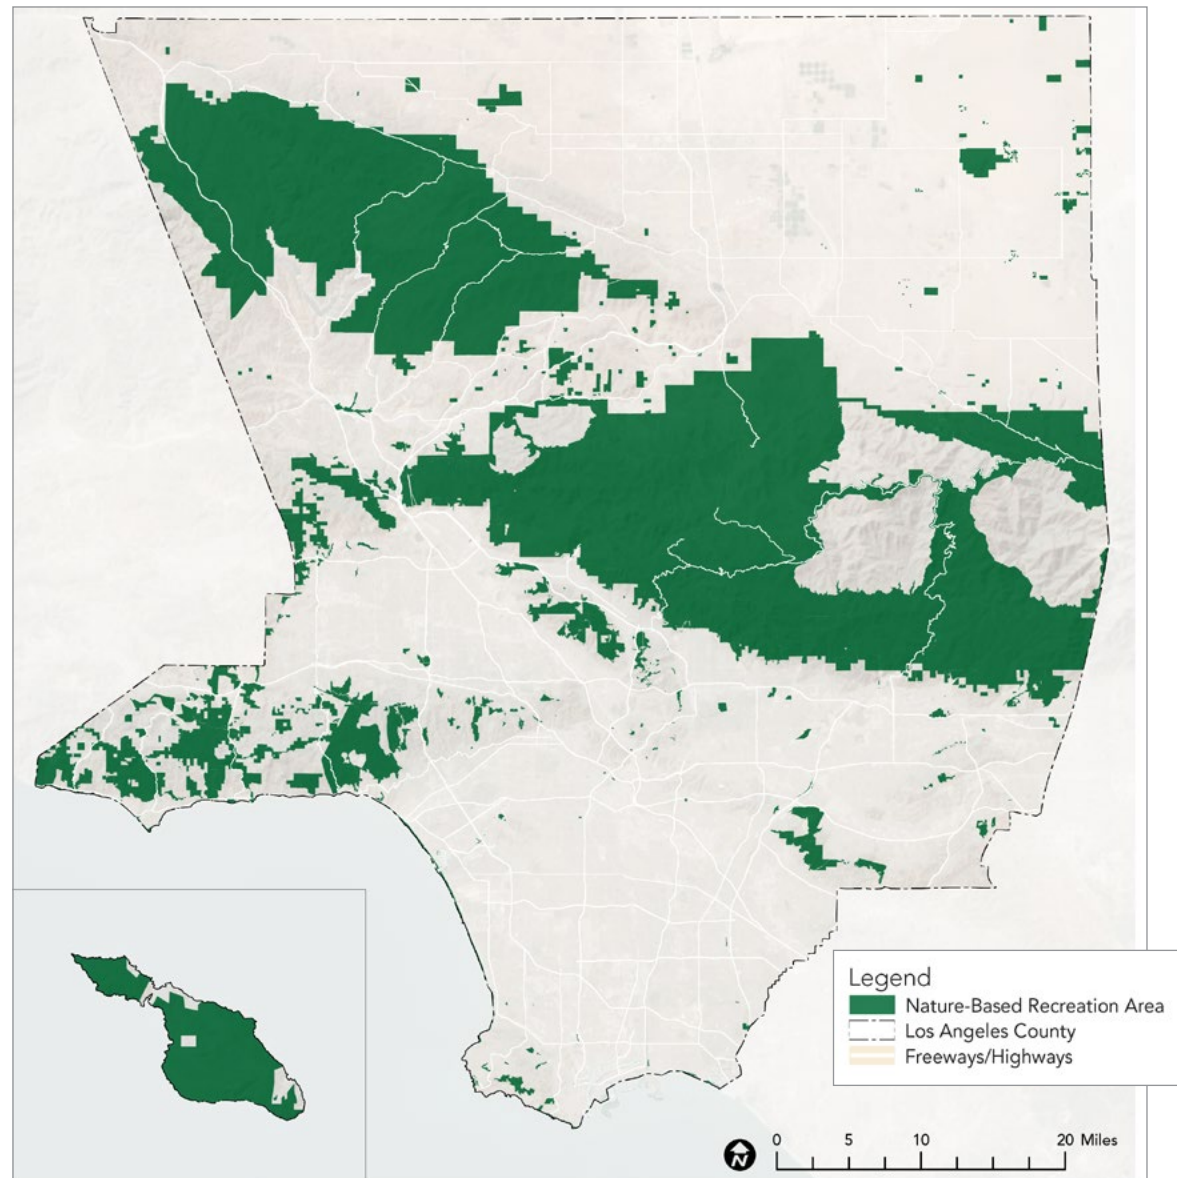 Legend
Nature-Based Recreation Area
Los Angeles County
Freeways/Highways
N
0 5 10 20 Miles